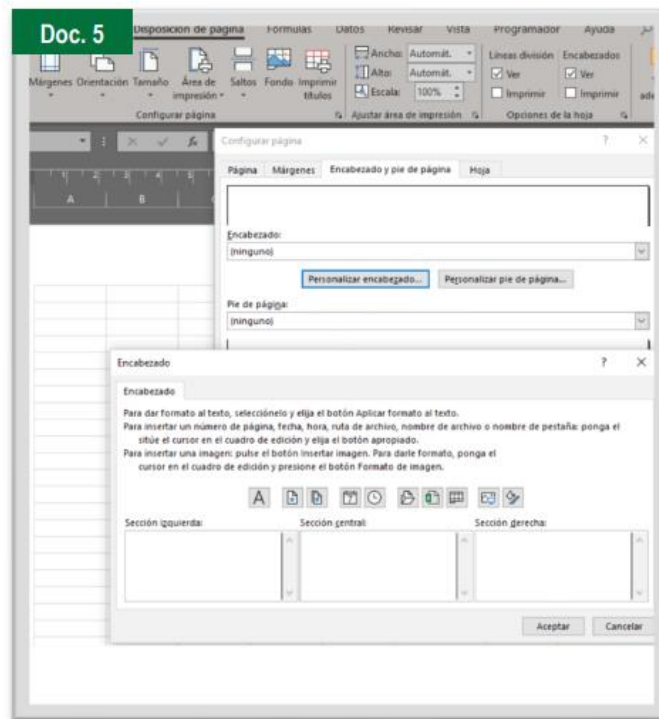 Doc. 5
Disposición de página Formulas Datos Revisar Vista Programador Ayuda
Márgenes Orientación Tamaño Área de impresión Saltos Fondo Imprimir títulos
Ancho: Automát.
Alto: Automát.
Escala: 100%
Líneas división Encabezados
Ver Ver
Imprimir Imprimir
Configurar página Ajustar área de impresión Opciones de la hoja
fx
Configurar página ? ×
Página Márgenes Encabezado y pie de página Hoja
A B
Encabezado:
(ninguno)
Personalizar encabezado... Personalizar pie de página...
Pie de página:
(ninguno)
Encabezado ? ×
Encabezado
Para dar formato al texto, selecciónelo y elija el botón Aplicar formato al texto.
Para insertar un número de página, fecha, hora, ruta de archivo, nombre de archivo o nombre de pestaña: ponga el
sitúe el cursor en el cuadro de edición y elija el botón apropiado.
Para insertar una imagen: pulse el botón Insertar imagen. Para darle formato, ponga el
cursor en el cuadro de edición y presione el botón Formato de imagen.
A
Sección izquierda: Sección central: Sección derecha:
Aceptar Cancelar